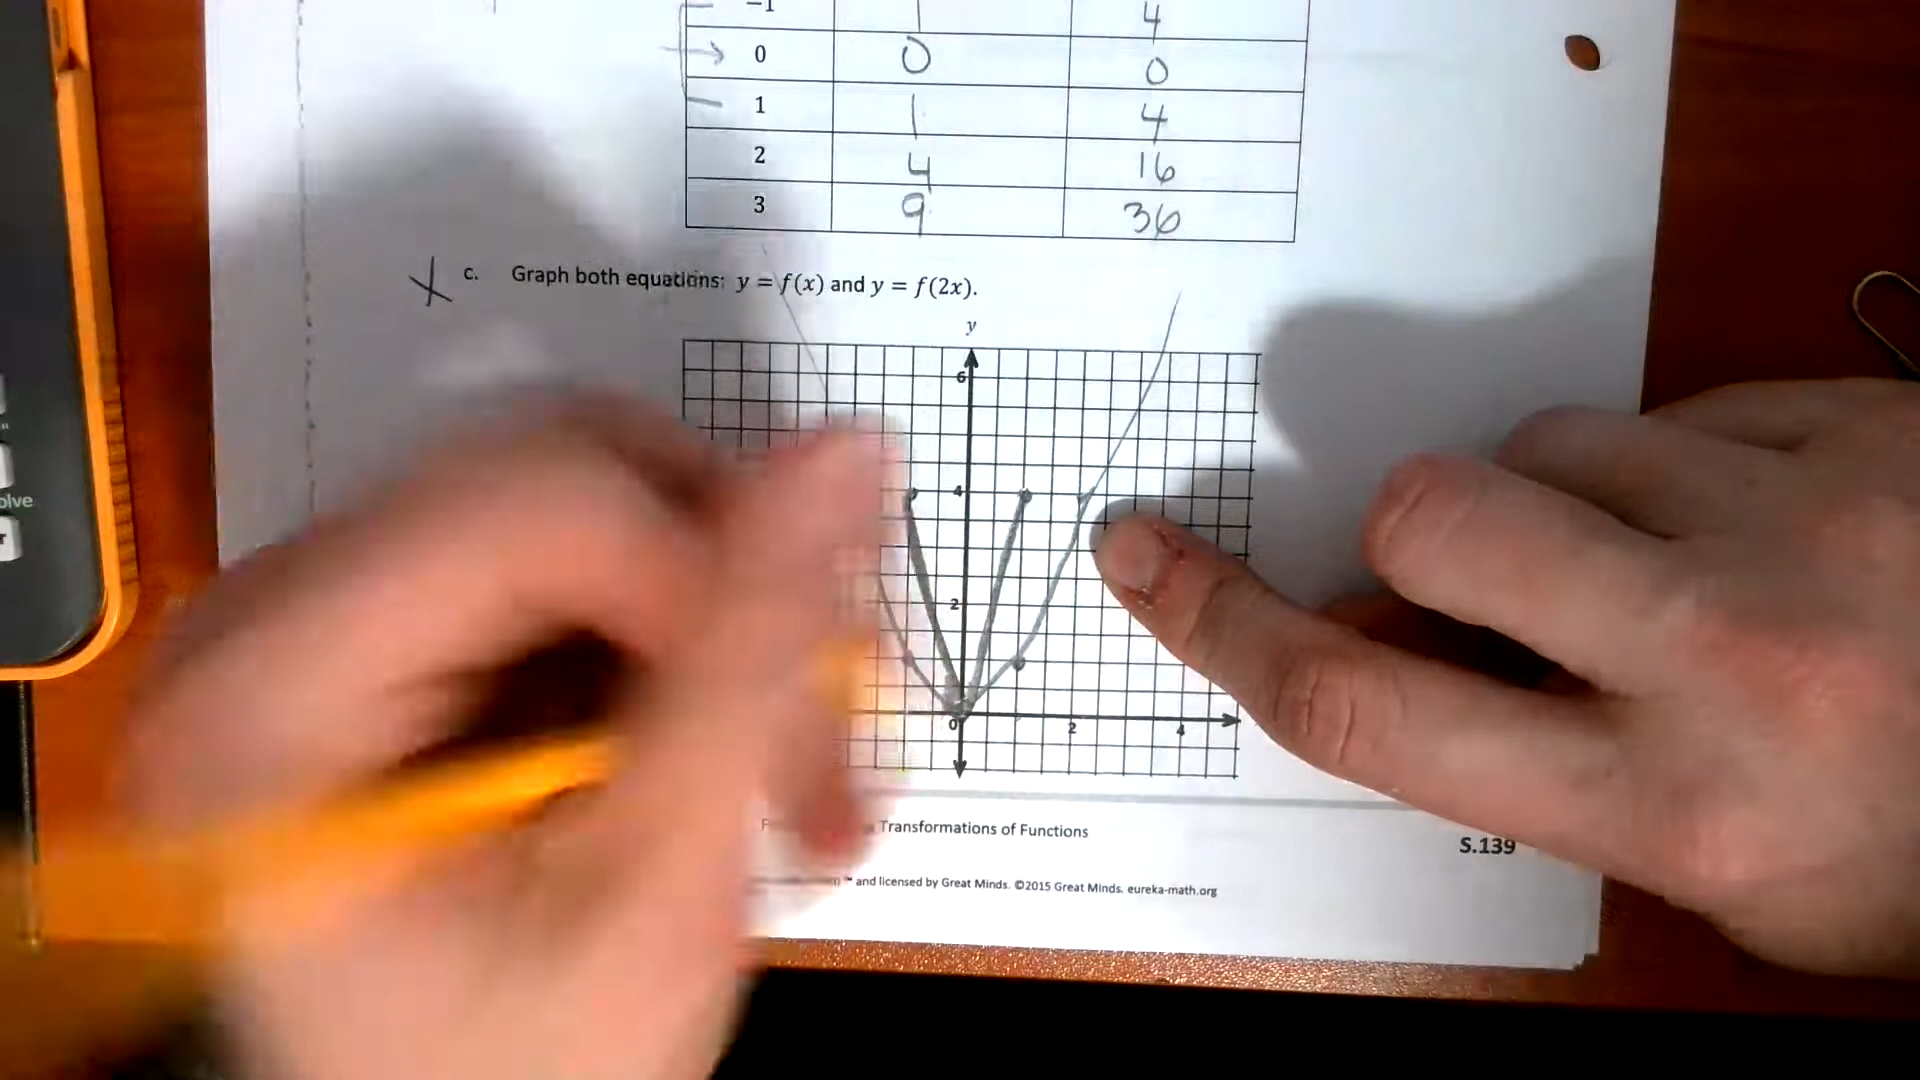 -1 1 4
0 0 0
1 1 4
2 4 16
3 9 36
c. Graph both equations: y = f(x) and y = f(2x).
y
6
4
2
0 2 4
Transformations of Functions
S.139
and licensed by Great Minds. ©2015 Great Minds. eureka-math.org
olve